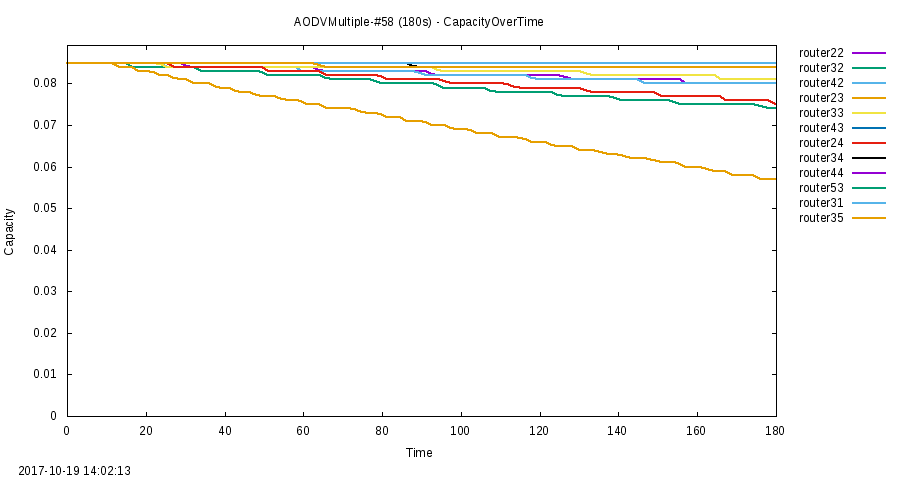 AODVMultiple-#58 (180s) - CapacityOverTime
router22
router32
router42
router23
router33
router43
router24
router34
router44
router53
router31
router35
0.08
0.07
0.06
0.05
0.04
0.03
0.02
0.01
0
Capacity
0 20 40 60 80 100 120 140 160 180
Time
2017-10-19 14:02:13